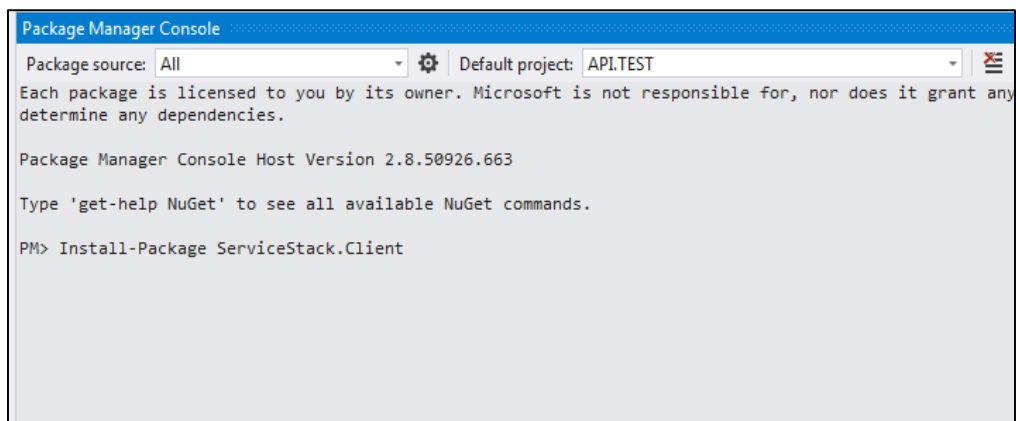 Package Manager Console
Package source: All Default project: API.TEST
Each package is licensed to you by its owner. Microsoft is not responsible for, nor does it grant any
determine any dependencies.
Package Manager Console Host Version 2.8.50926.663
Type 'get-help NuGet' to see all available NuGet commands.
PM> Install-Package ServiceStack.Client